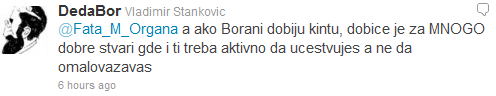 DedaBor Vladimir Stankovic
@Fata_M_Organa a ako Borani dobiju kintu, dobice je za MNOGO
dobre stvari gde i ti treba aktivno da ucestvujes a ne da
omalovazavas
6 hours ago